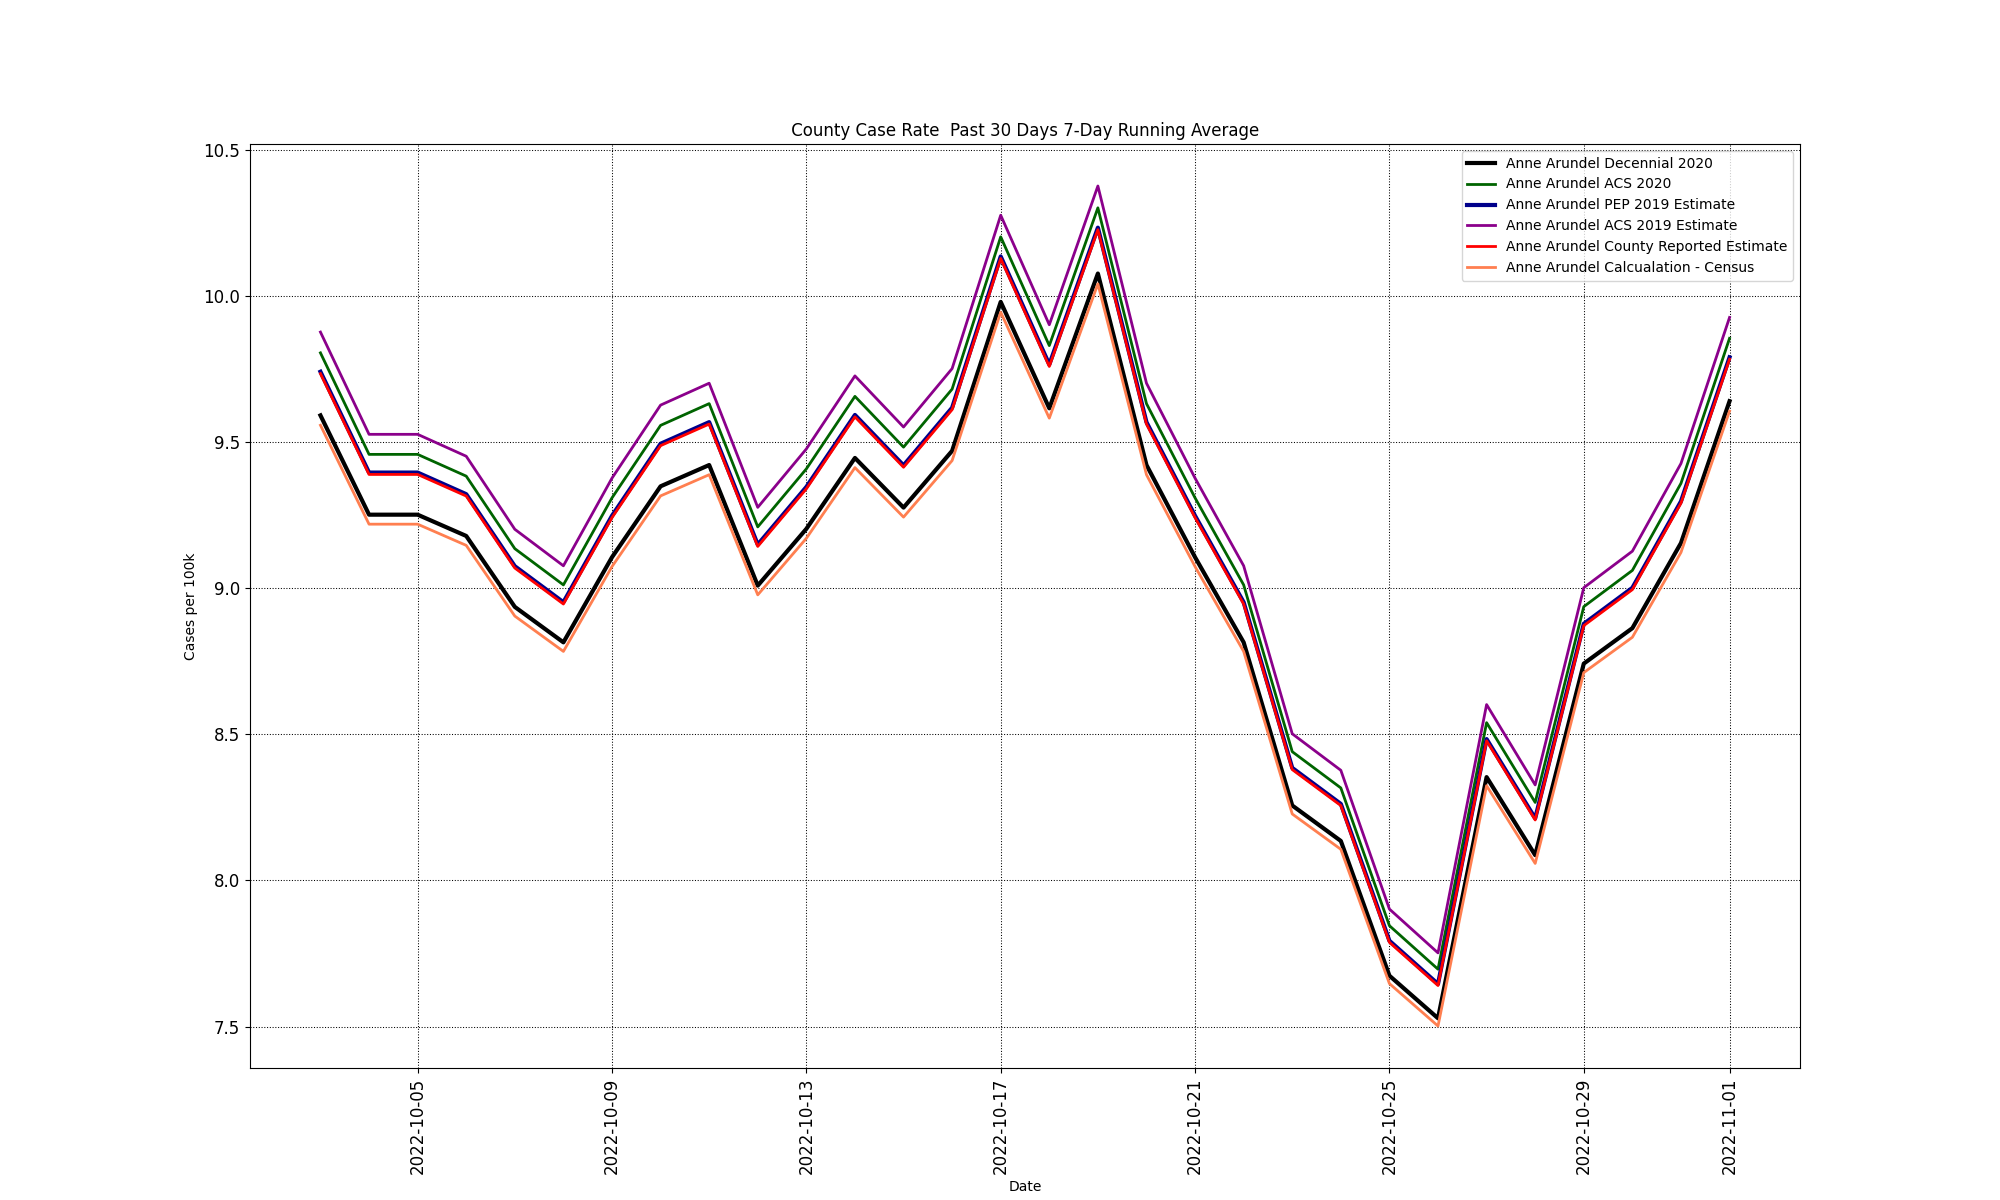 County Case Rate  Past 30 Days 7-Day Running Average
Anne Arundel Decennial 2020
Anne Arundel ACS 2020
Anne Arundel PEP 2019 Estimate
Anne Arundel ACS 2019 Estimate
Anne Arundel County Reported Estimate
Anne Arundel Calcualation - Census
Cases per 100k
10.5
10.0
9.5
9.0
8.5
8.0
7.5
2022-10-05
2022-10-09
2022-10-13
2022-10-17
2022-10-21
2022-10-25
2022-10-29
2022-11-01
Date